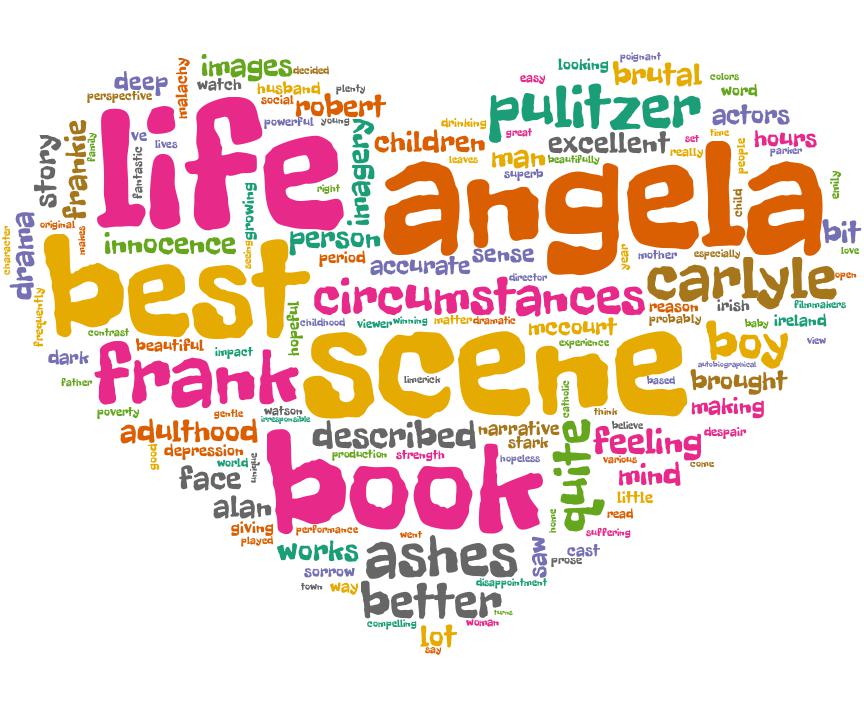 poignant
looking
easy
brutal
colors
word
images
decided
malachy
deep
watch
husband
plenty
perspective
social
robert
pulitzer
actors
powerful
young
drinking
life
children
great
excellent
set
time
hours
really
people
parker
story
frankie
family
ve
lives
fantastic
imagery
leaves
man
beautifully
superb
angela
child
emily
right
growing
drama
original
character
makes
innocence
seeing
person
period
accurate
sense
year
mother
especially
bit
love
best
director
carlyle
open
frequently
circumstances
reason
irish
filmmakers
hopeful
childhood
viewer
winning
matter
dramatic
mccourt
probably
baby
ireland
contrast
experience
scene
boy
view
dark
beautiful
impact
autobiographical
father
frank
limerick
based
brought
poverty
gentle
watson
irresponsible
catholic
think
making
adulthood
described
narrative
stark
believe
feeling
despair
good
depression
production
strength
hopeless
quite
various
come
world
unique
face
book
mind
little
alan
home
read
giving
performance
suffering
played
went
works
ashes
saw
cast
prose
sorrow
disappointment
town
way
better
turns
compelling
woman
lot
say